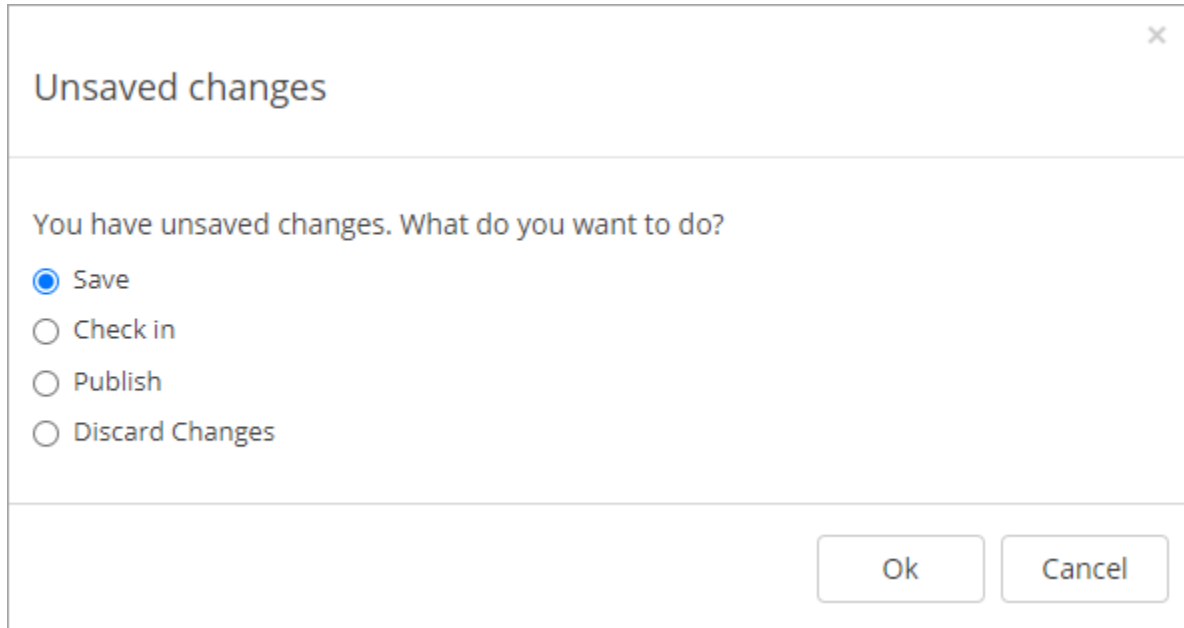 Unsaved changes
You have unsaved changes. What do you want to do?
Save
Check in
Publish
Discard Changes
Ok
Cancel